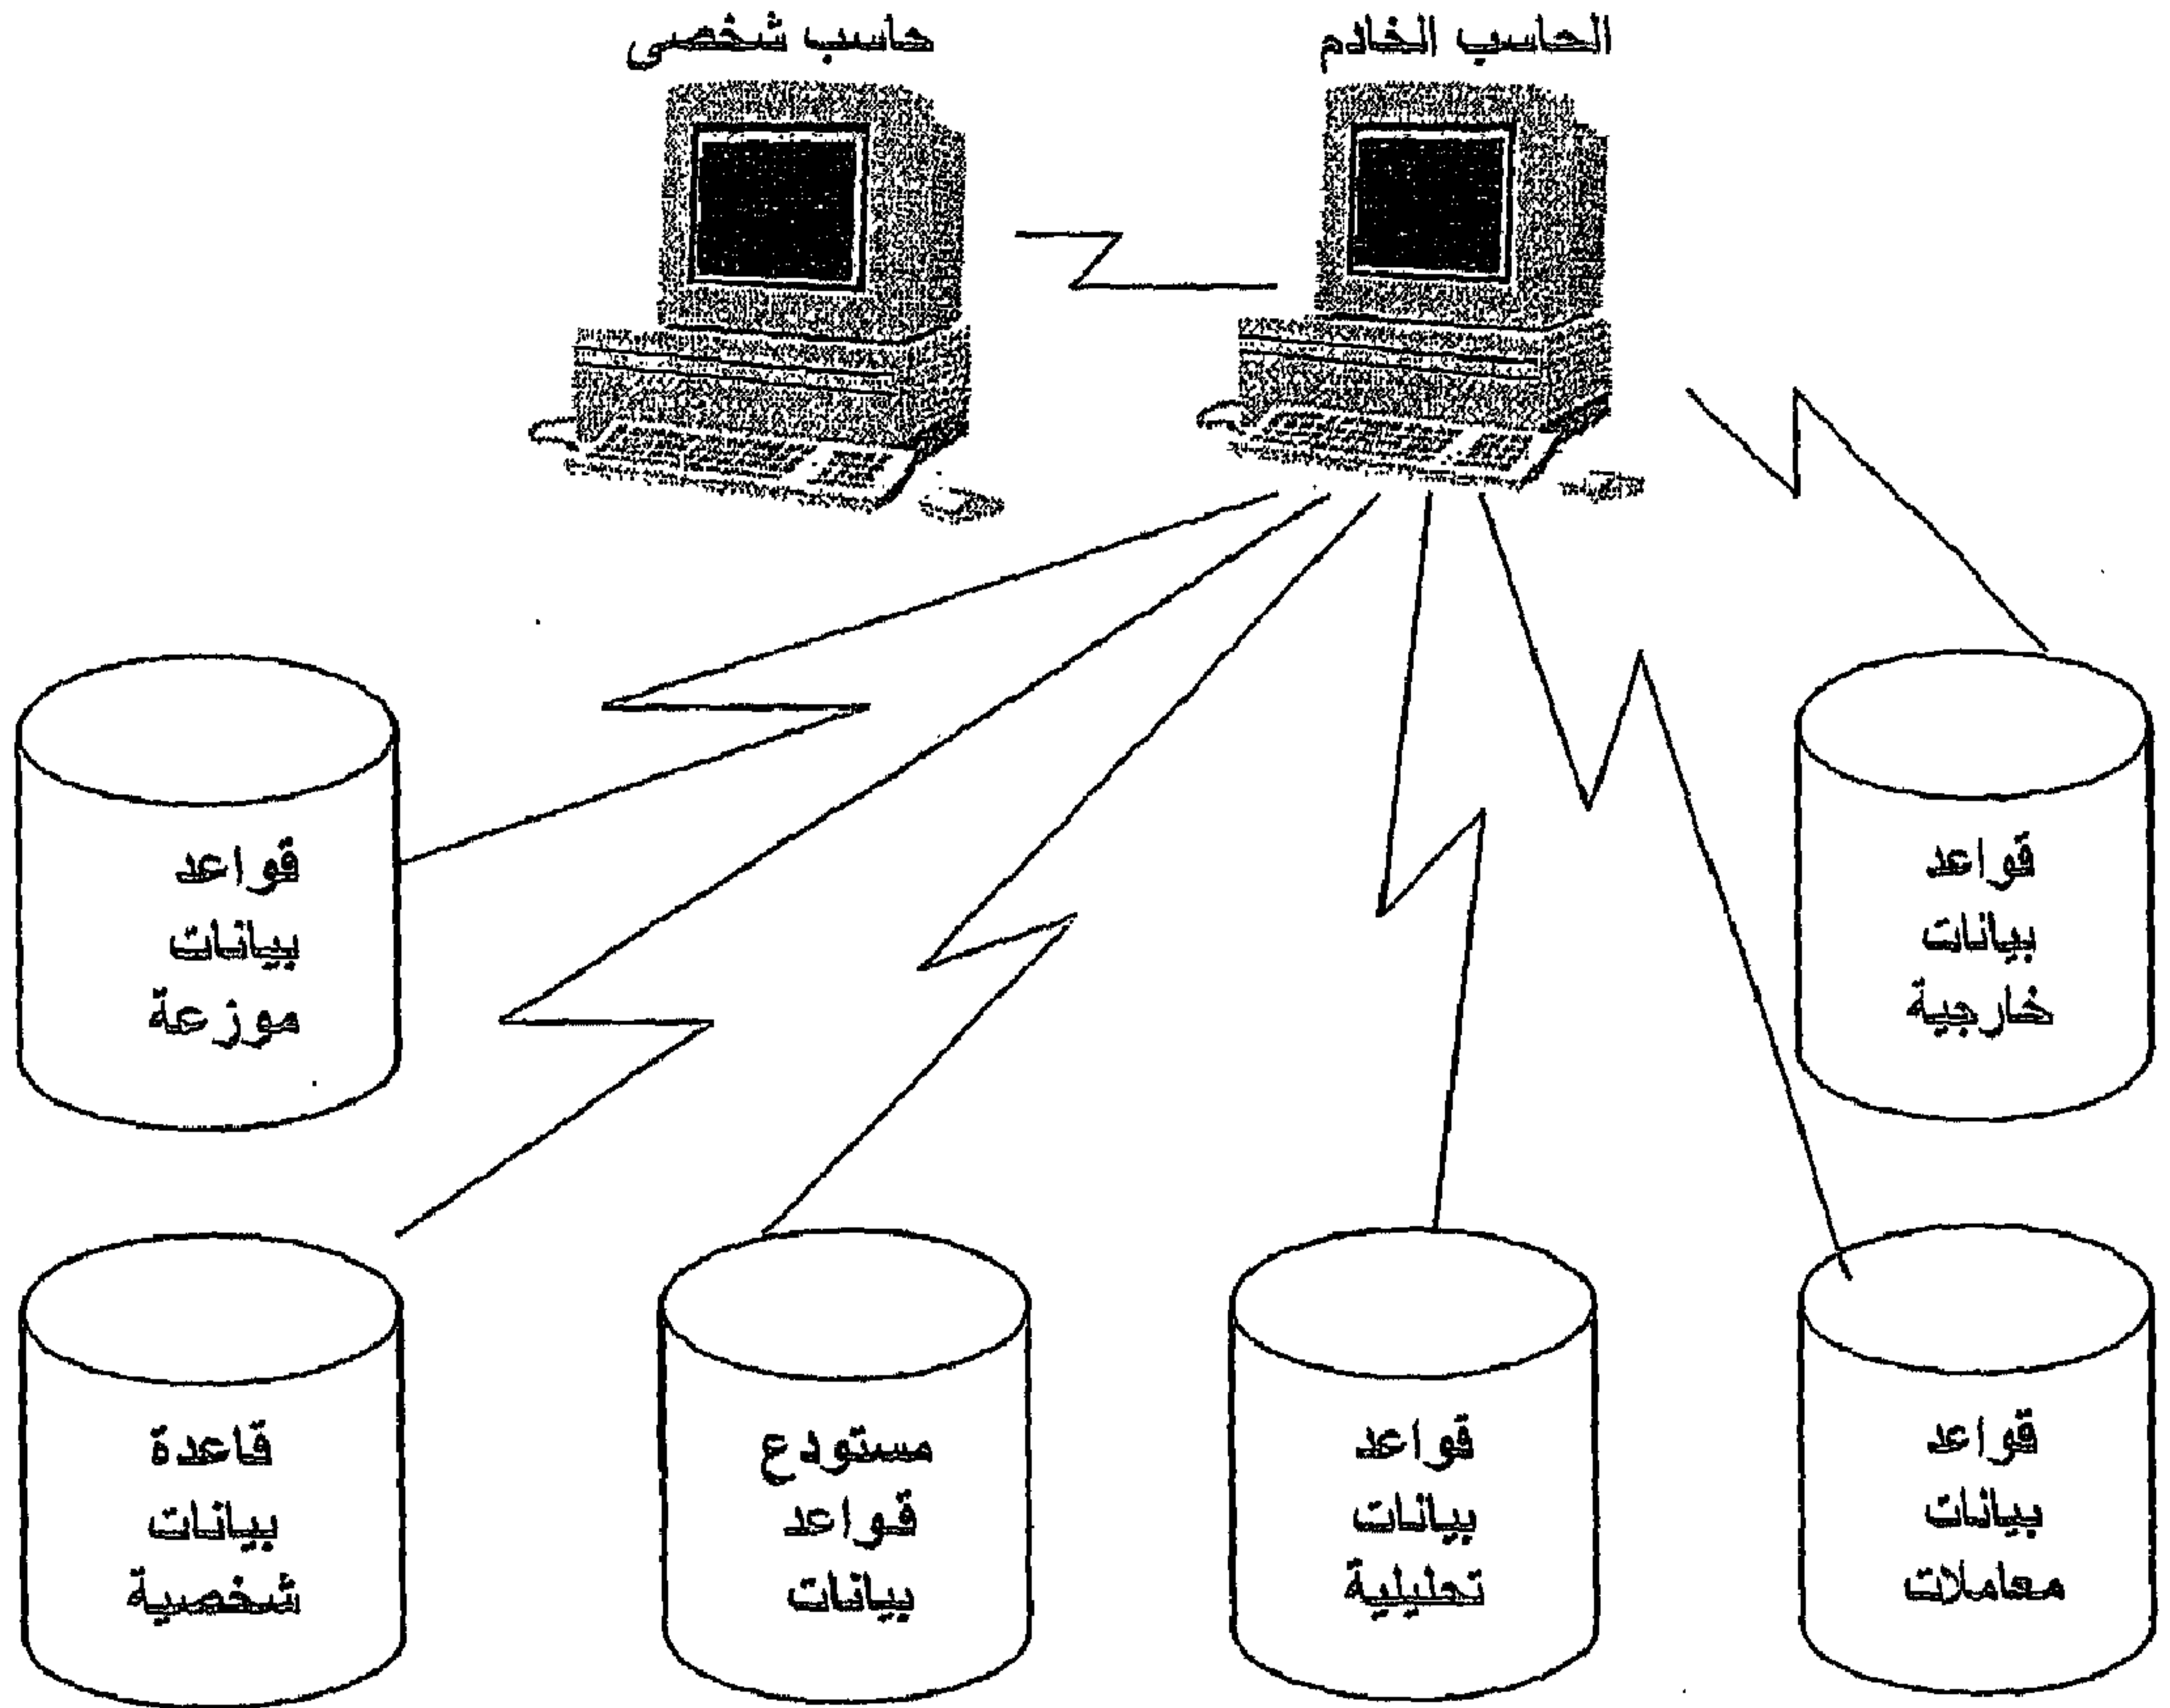 الحاسب الخادم
حاسب شخصى
قواعد
بيانات
خارجية
قواعد
بيانات
موزعة
قواعد
بيانات
معاملات
قواعد
بيانات
تحليلية
مستودع
قواعد
بيانات
قاعدة
بيانات
شخصية